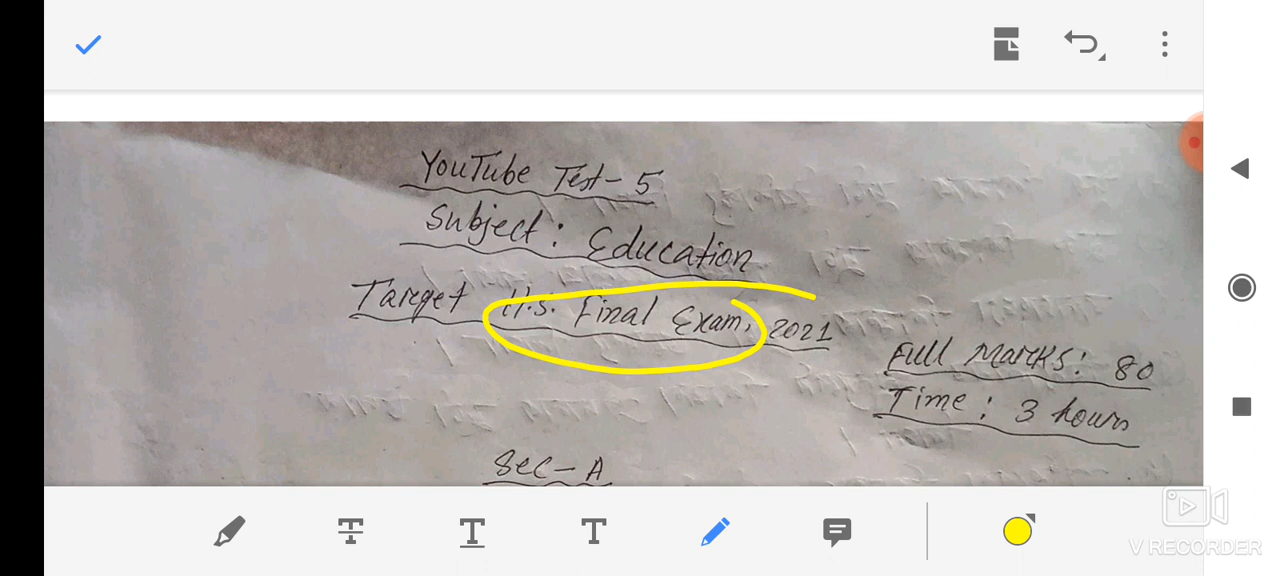 YouTube Test-5
Subject: Education
Target H.S. Final Exam, 2021
Full Marks: 80
Time: 3 hours
Sec-A
T
T
T
V RECORDER